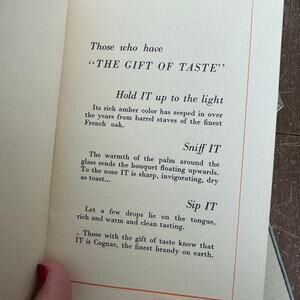 Those who have
"THE GIFT OF TASTE"
Hold IT up to the light
Its rich amber color has seeped in over
the years from barrel staves of the finest
French oak.
Sniff IT
The warmth of the palm around the
glass sends the bouquet floating upwards.
To the nose IT is sharp, invigorating, dry
as toast...
Sip IT
Let a few drops lie on the tongue,
rich and warm and clean tasting.
Those with the gift of taste know that
IT is Cognac, the finest brandy on earth.